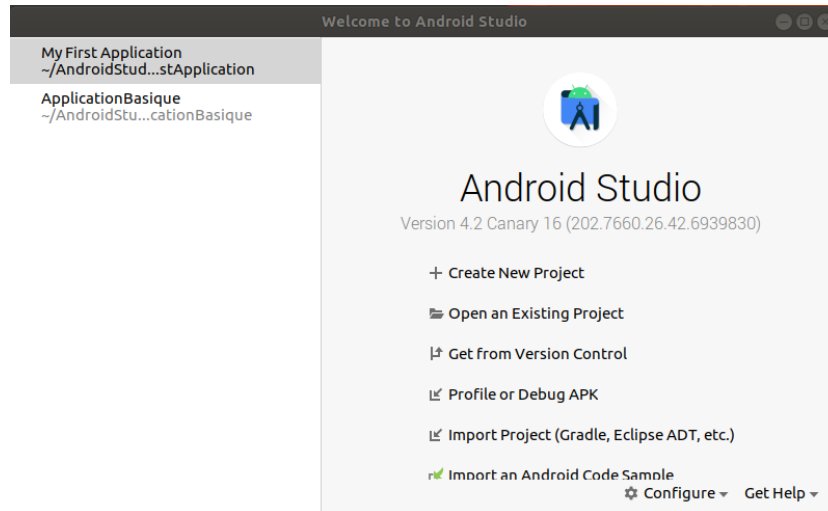 Welcome to Android Studio
My First Application
~/AndroidStud...stApplication
ApplicationBasique
~/AndroidStu...cationBasique
Android Studio
Version 4.2 Canary 16 (202.7660.26.42.6939830)
Create New Project
Open an Existing Project
Get from Version Control
Profile or Debug APK
Import Project (Gradle, Eclipse ADT, etc.)
Import an Android Code Sample
Configure
Get Help